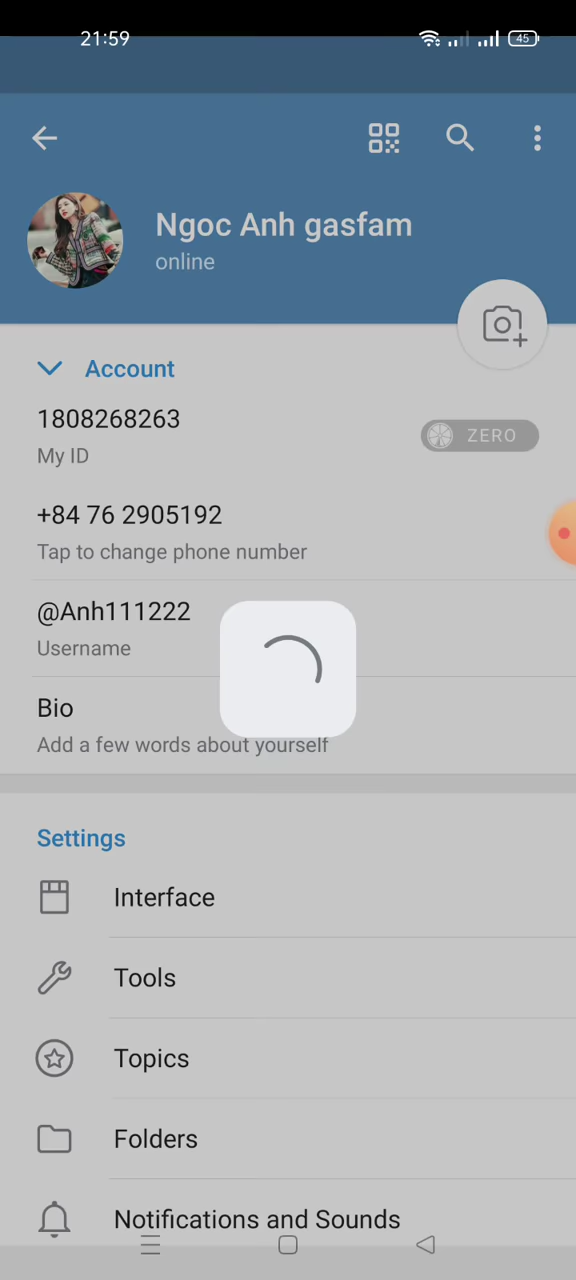 21:59
45
Ngoc Anh gasfam
online
Account
1808268263
My ID
ZERO
+84 76 2905192
Tap to change phone number
@Anh111222
Username
Bio
Add a few words about yourself
Settings
Interface
Tools
Topics
Folders
Notifications and Sounds